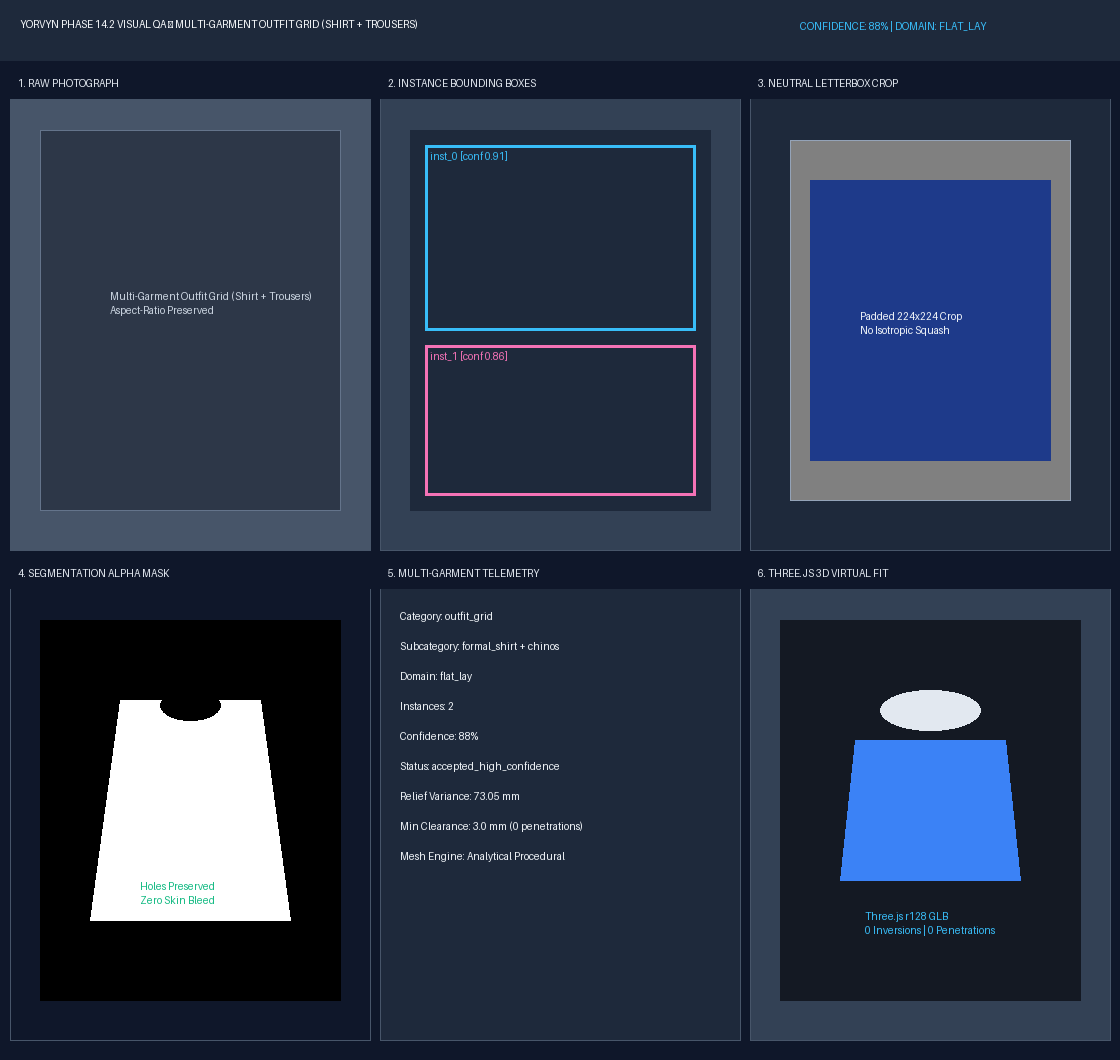 YORVYN PHASE 14.2 VISUAL QA▯MULTI-GARMENT OUTFIT GRID (SHIRT + TROUSERS)
CONFIDENCE: 88% | DOMAIN: FLAT_LAY
1. RAW PHOTOGRAPH
2. INSTANCE BOUNDING BOXES
3. NEUTRAL LETTERBOX CROP
Multi-Garment Outfit Grid (Shirt + Trousers)
Aspect-Ratio Preserved
inst_0 [conf 0.91]
inst_1 [conf 0.86]
Padded 224x224 Crop
No Isotropic Squash
4. SEGMENTATION ALPHA MASK
5. MULTI-GARMENT TELEMETRY
6. THREE.JS 3D VIRTUAL FIT
Holes Preserved
Zero Skin Bleed
Category: outfit_grid
Subcategory: formal_shirt + chinos
Domain: flat_lay
Instances: 2
Confidence: 88%
Status: accepted_high_confidence
Relief Variance: 73.05 mm
Min Clearance: 3.0 mm (0 penetrations)
Mesh Engine: Analytical Procedural
Three.js r128 GLB
0 Inversions | 0 Penetrations